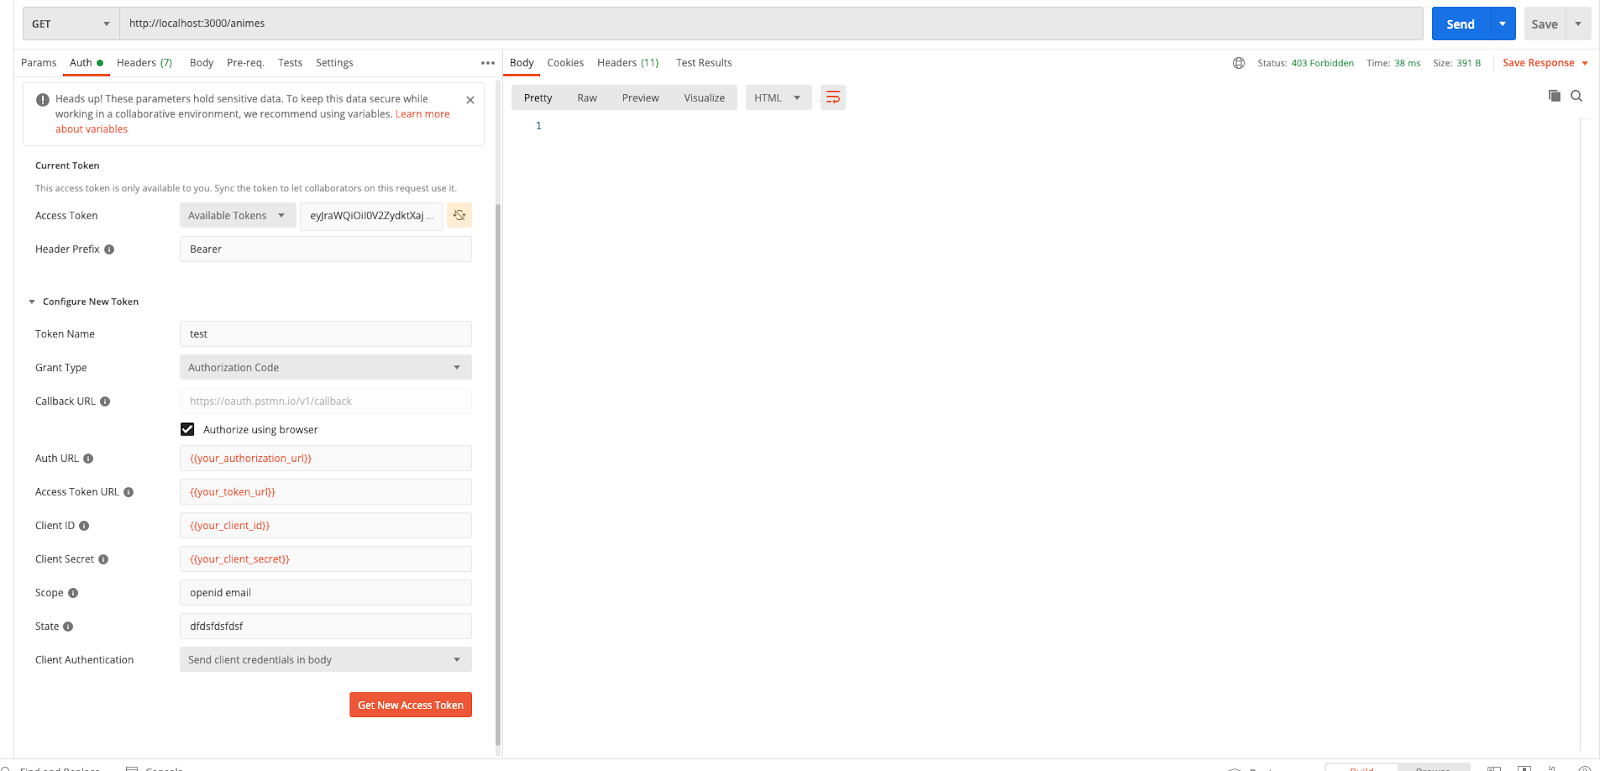 GET
http://localhost:3000/animes
Send
Save
Params Auth Headers (7) Body Pre-req. Tests Settings
Body Cookies Headers (11) Test Results
Status: 403 Forbidden Time: 38 ms Size: 391 B Save Response
Heads up! These parameters hold sensitive data. To keep this data secure while
working in a collaborative environment, we recommend using variables. Learn more
about variables
Pretty Raw Preview Visualize HTML
1
Current Token
This access token is only available to you. Sync the token to let collaborators on this request use it.
Access Token Available Tokens eyJraWQiOiI0V2ZydktXaj ...
Header Prefix Bearer
Configure New Token
Token Name test
Grant Type Authorization Code
Callback URL https://oauth.pstmn.io/v1/callback
Authorize using browser
Auth URL {{your_authorization_url}}
Access Token URL {{your_token_url}}
Client ID {{your_client_id}}
Client Secret {{your_client_secret}}
Scope openid email
State dfdsfdsfdsf
Client Authentication Send client credentials in body
Get New Access Token
Find and Replace Console
Build Browse